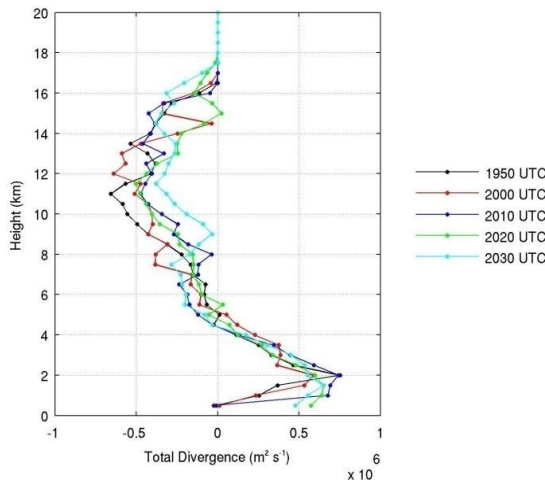 20
18
16
14
12
10
8
6
4
2
0
Height (km)
-1
-0.5
0
0.5
1
Total Divergence (m² s⁻¹)
6
x 10
1950 UTC
2000 UTC
2010 UTC
2020 UTC
2030 UTC